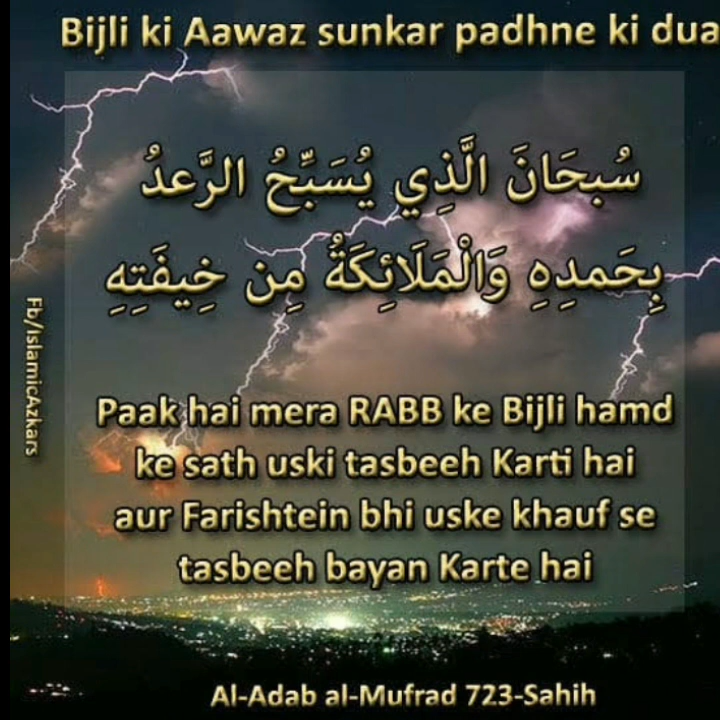 Bijli ki Aawaz sunkar padhne ki dua
سُبحَانَ الَّذِي يُسَبِّحُ الرَّعدُ
بِحَمدِهِ وَالْمَلَائِكَةُ مِن خِيفَتِهِ
Paak hai mera RABB ke Bijli hamd
ke sath uski tasbeeh Karti hai
aur Farishtein bhi uske khauf se
tasbeeh bayan Karte hai
Al-Adab al-Mufrad 723-Sahih
Fb/IslamicAzkars